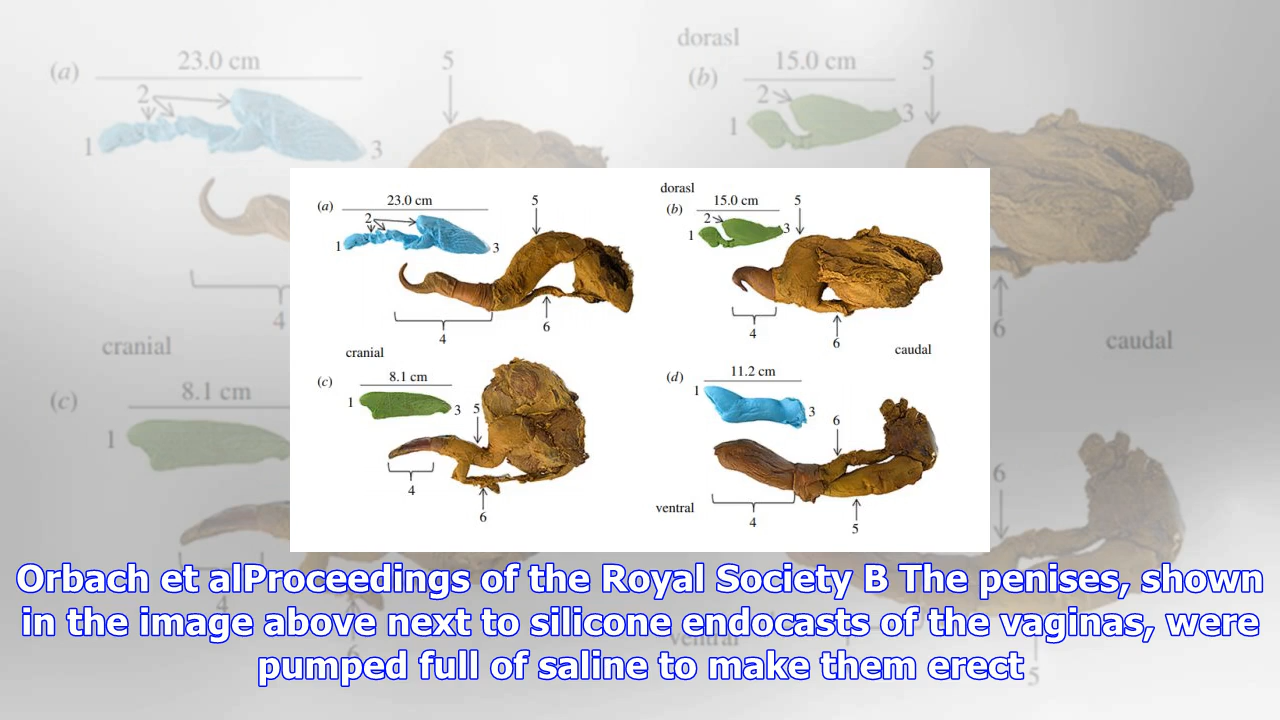 dorasl
(a) 23.0 cm 5
(b) 15.0 cm 5
2
2
1
3
1
3
4
6
4
6
cranial
caudal
(c) 8.1 cm
(d) 11.2 cm
1
3
5
1
3
6
4
6
ventral
4
5
Orbach et alProceedings of the Royal Society B The penises, shown
in the image above next to silicone endocasts of the vaginas, were
pumped full of saline to make them erect